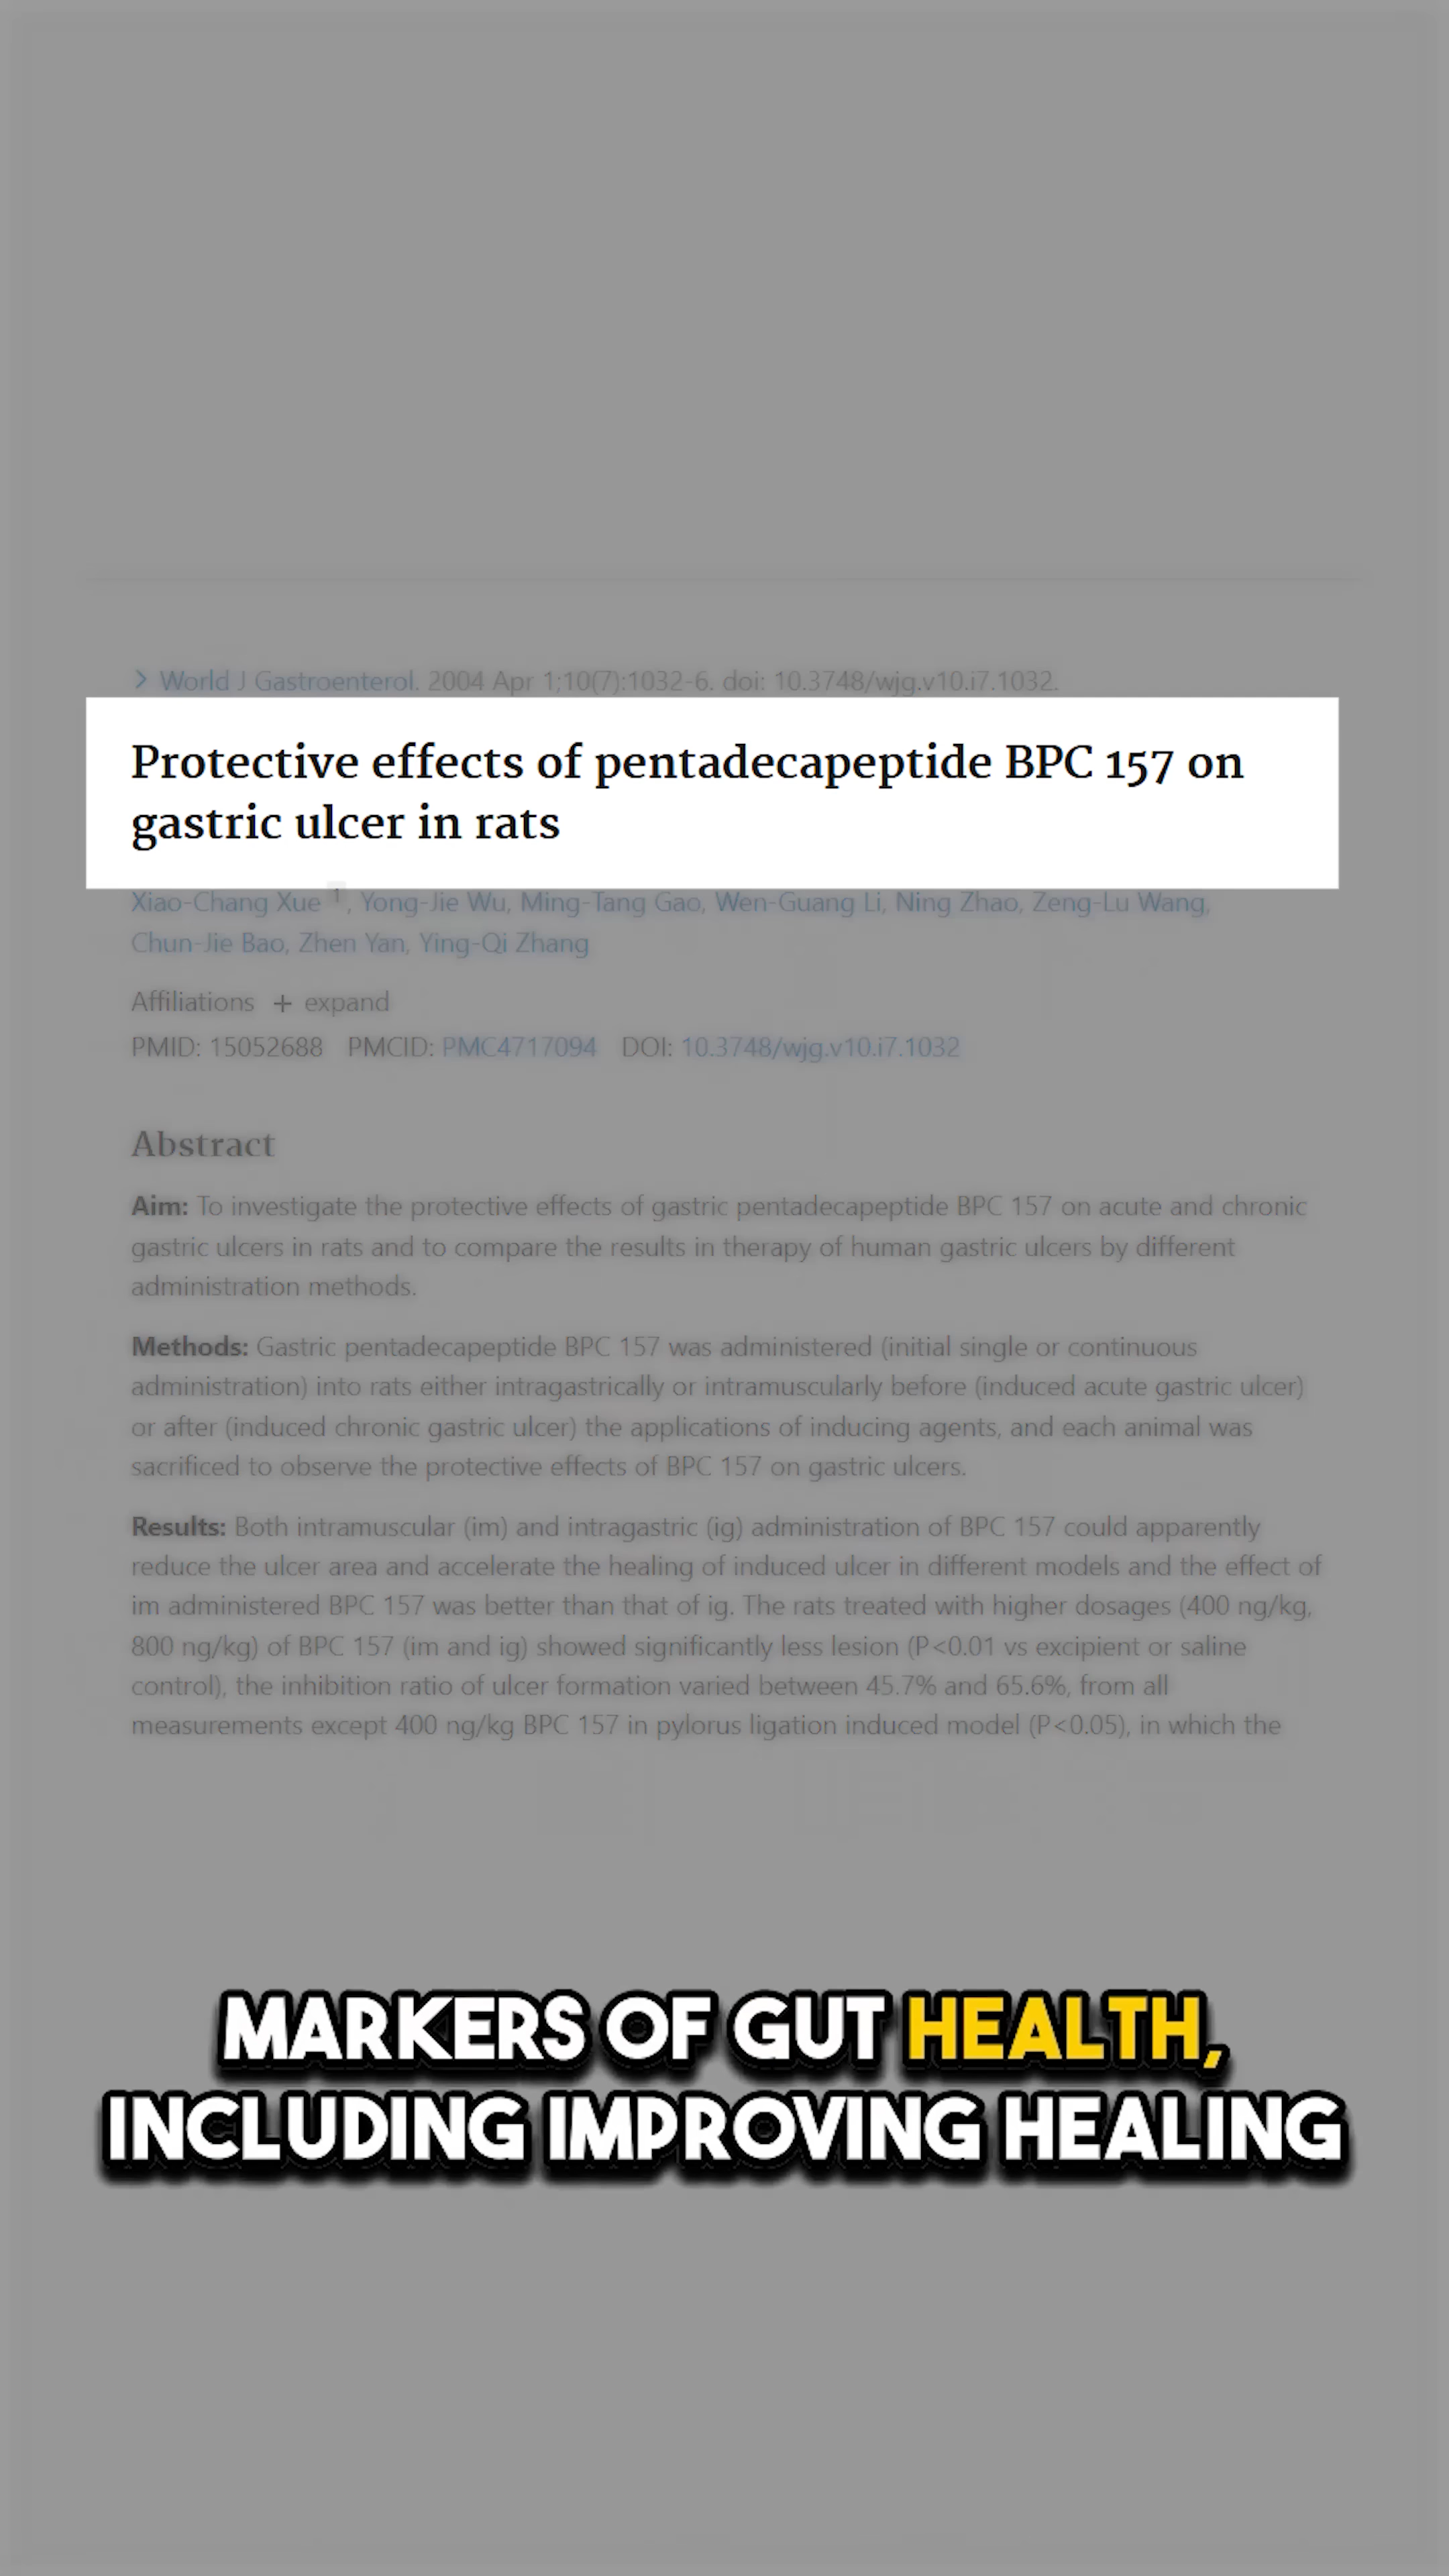 > World J Gastroenterol. 2004 Apr 1;10(7):1032-6. doi: 10.3748/wjg.v10.i7.1032.
Protective effects of pentadecapeptide BPC 157 on
gastric ulcer in rats
Xiao-Chang Xue 1, Yong-Jie Wu, Ming-Tang Gao, Wen-Guang Li, Ning Zhao, Zeng-Lu Wang,
Chun-Jie Bao, Zhen Yan, Ying-Qi Zhang
Affiliations + expand
PMID: 15052688 PMCID: PMC4717094 DOI: 10.3748/wjg.v10.i7.1032
Abstract
Aim: To investigate the protective effects of gastric pentadecapeptide BPC 157 on acute and chronic
gastric ulcers in rats and to compare the results in therapy of human gastric ulcers by different
administration methods.
Methods: Gastric pentadecapeptide BPC 157 was administered (initial single or continuous
administration) into rats either intragastrically or intramuscularly before (induced acute gastric ulcer)
or after (induced chronic gastric ulcer) the applications of inducing agents, and each animal was
sacrificed to observe the protective effects of BPC 157 on gastric ulcers.
Results: Both intramuscular (im) and intragastric (ig) administration of BPC 157 could apparently
reduce the ulcer area and accelerate the healing of induced ulcer in different models and the effect of
im administered BPC 157 was better than that of ig. The rats treated with higher dosages (400 ng/kg,
800 ng/kg) of BPC 157 (im and ig) showed significantly less lesion (P<0.01 vs excipient or saline
control), the inhibition ratio of ulcer formation varied between 45.7% and 65.6%, from all
measurements except 400 ng/kg BPC 157 in pylorus ligation induced model (P<0.05), in which the
MARKERS OF GUT HEALTH,
INCLUDING IMPROVING HEALING